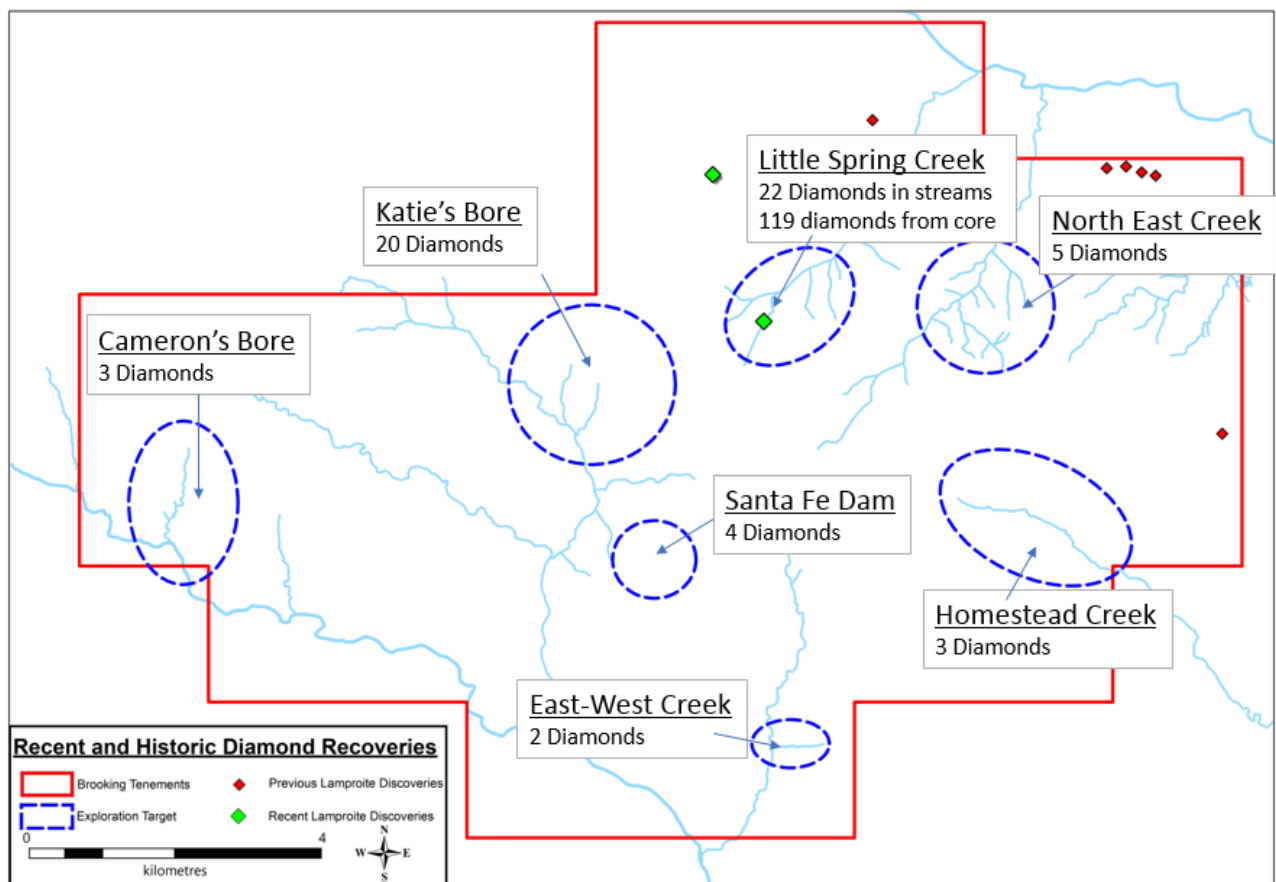 Little Spring Creek
22 Diamonds in streams
119 diamonds from core
Katie's Bore
20 Diamonds
North East Creek
5 Diamonds
Cameron's Bore
3 Diamonds
Santa Fe Dam
4 Diamonds
Homestead Creek
3 Diamonds
East-West Creek
2 Diamonds
Recent and Historic Diamond Recoveries
Brooking Tenements
Previous Lamproite Discoveries
Exploration Target
Recent Lamproite Discoveries
0 4
kilometres
N
W E
S